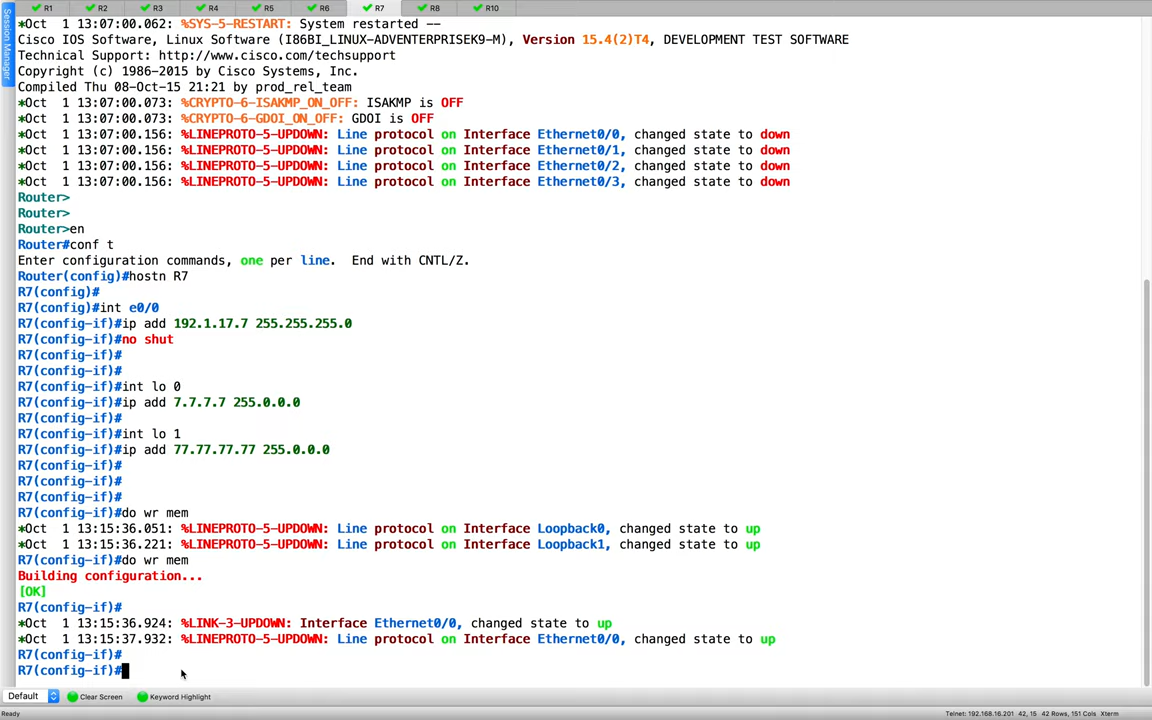 R1 R2 R3 R4 R5 R6 R7 R8 R10
Session Manager
*Oct  1 13:07:00.062: %SYS-5-RESTART: System restarted --
Cisco IOS Software, Linux Software (I86BI_LINUX-ADVENTERPRISEK9-M), Version 15.4(2)T4, DEVELOPMENT TEST SOFTWARE
Technical Support: http://www.cisco.com/techsupport
Copyright (c) 1986-2015 by Cisco Systems, Inc.
Compiled Thu 08-Oct-15 21:21 by prod_rel_team
*Oct  1 13:07:00.073: %CRYPTO-6-ISAKMP_ON_OFF: ISAKMP is OFF
*Oct  1 13:07:00.073: %CRYPTO-6-GDOI_ON_OFF: GDOI is OFF
*Oct  1 13:07:00.156: %LINEPROTO-5-UPDOWN: Line protocol on Interface Ethernet0/0, changed state to down
*Oct  1 13:07:00.156: %LINEPROTO-5-UPDOWN: Line protocol on Interface Ethernet0/1, changed state to down
*Oct  1 13:07:00.156: %LINEPROTO-5-UPDOWN: Line protocol on Interface Ethernet0/2, changed state to down
*Oct  1 13:07:00.156: %LINEPROTO-5-UPDOWN: Line protocol on Interface Ethernet0/3, changed state to down
Router>
Router>
Router>en
Router#conf t
Enter configuration commands, one per line.  End with CNTL/Z.
Router(config)#hostn R7
R7(config)#
R7(config)#int e0/0
R7(config-if)#ip add 192.1.17.7 255.255.255.0
R7(config-if)#no shut
R7(config-if)#
R7(config-if)#
R7(config-if)#int lo 0
R7(config-if)#ip add 7.7.7.7 255.0.0.0
R7(config-if)#
R7(config-if)#int lo 1
R7(config-if)#ip add 77.77.77.77 255.0.0.0
R7(config-if)#
R7(config-if)#
R7(config-if)#
R7(config-if)#do wr mem
*Oct  1 13:15:36.051: %LINEPROTO-5-UPDOWN: Line protocol on Interface Loopback0, changed state to up
*Oct  1 13:15:36.221: %LINEPROTO-5-UPDOWN: Line protocol on Interface Loopback1, changed state to up
R7(config-if)#do wr mem
Building configuration...
[OK]
R7(config-if)#
*Oct  1 13:15:36.924: %LINK-3-UPDOWN: Interface Ethernet0/0, changed state to up
*Oct  1 13:15:37.932: %LINEPROTO-5-UPDOWN: Line protocol on Interface Ethernet0/0, changed state to up
R7(config-if)#
R7(config-if)#
Default Clear Screen Keyword Highlight
Ready Telnet: 192.168.16.201 42, 15 42 Rows, 151 Cols Xterm